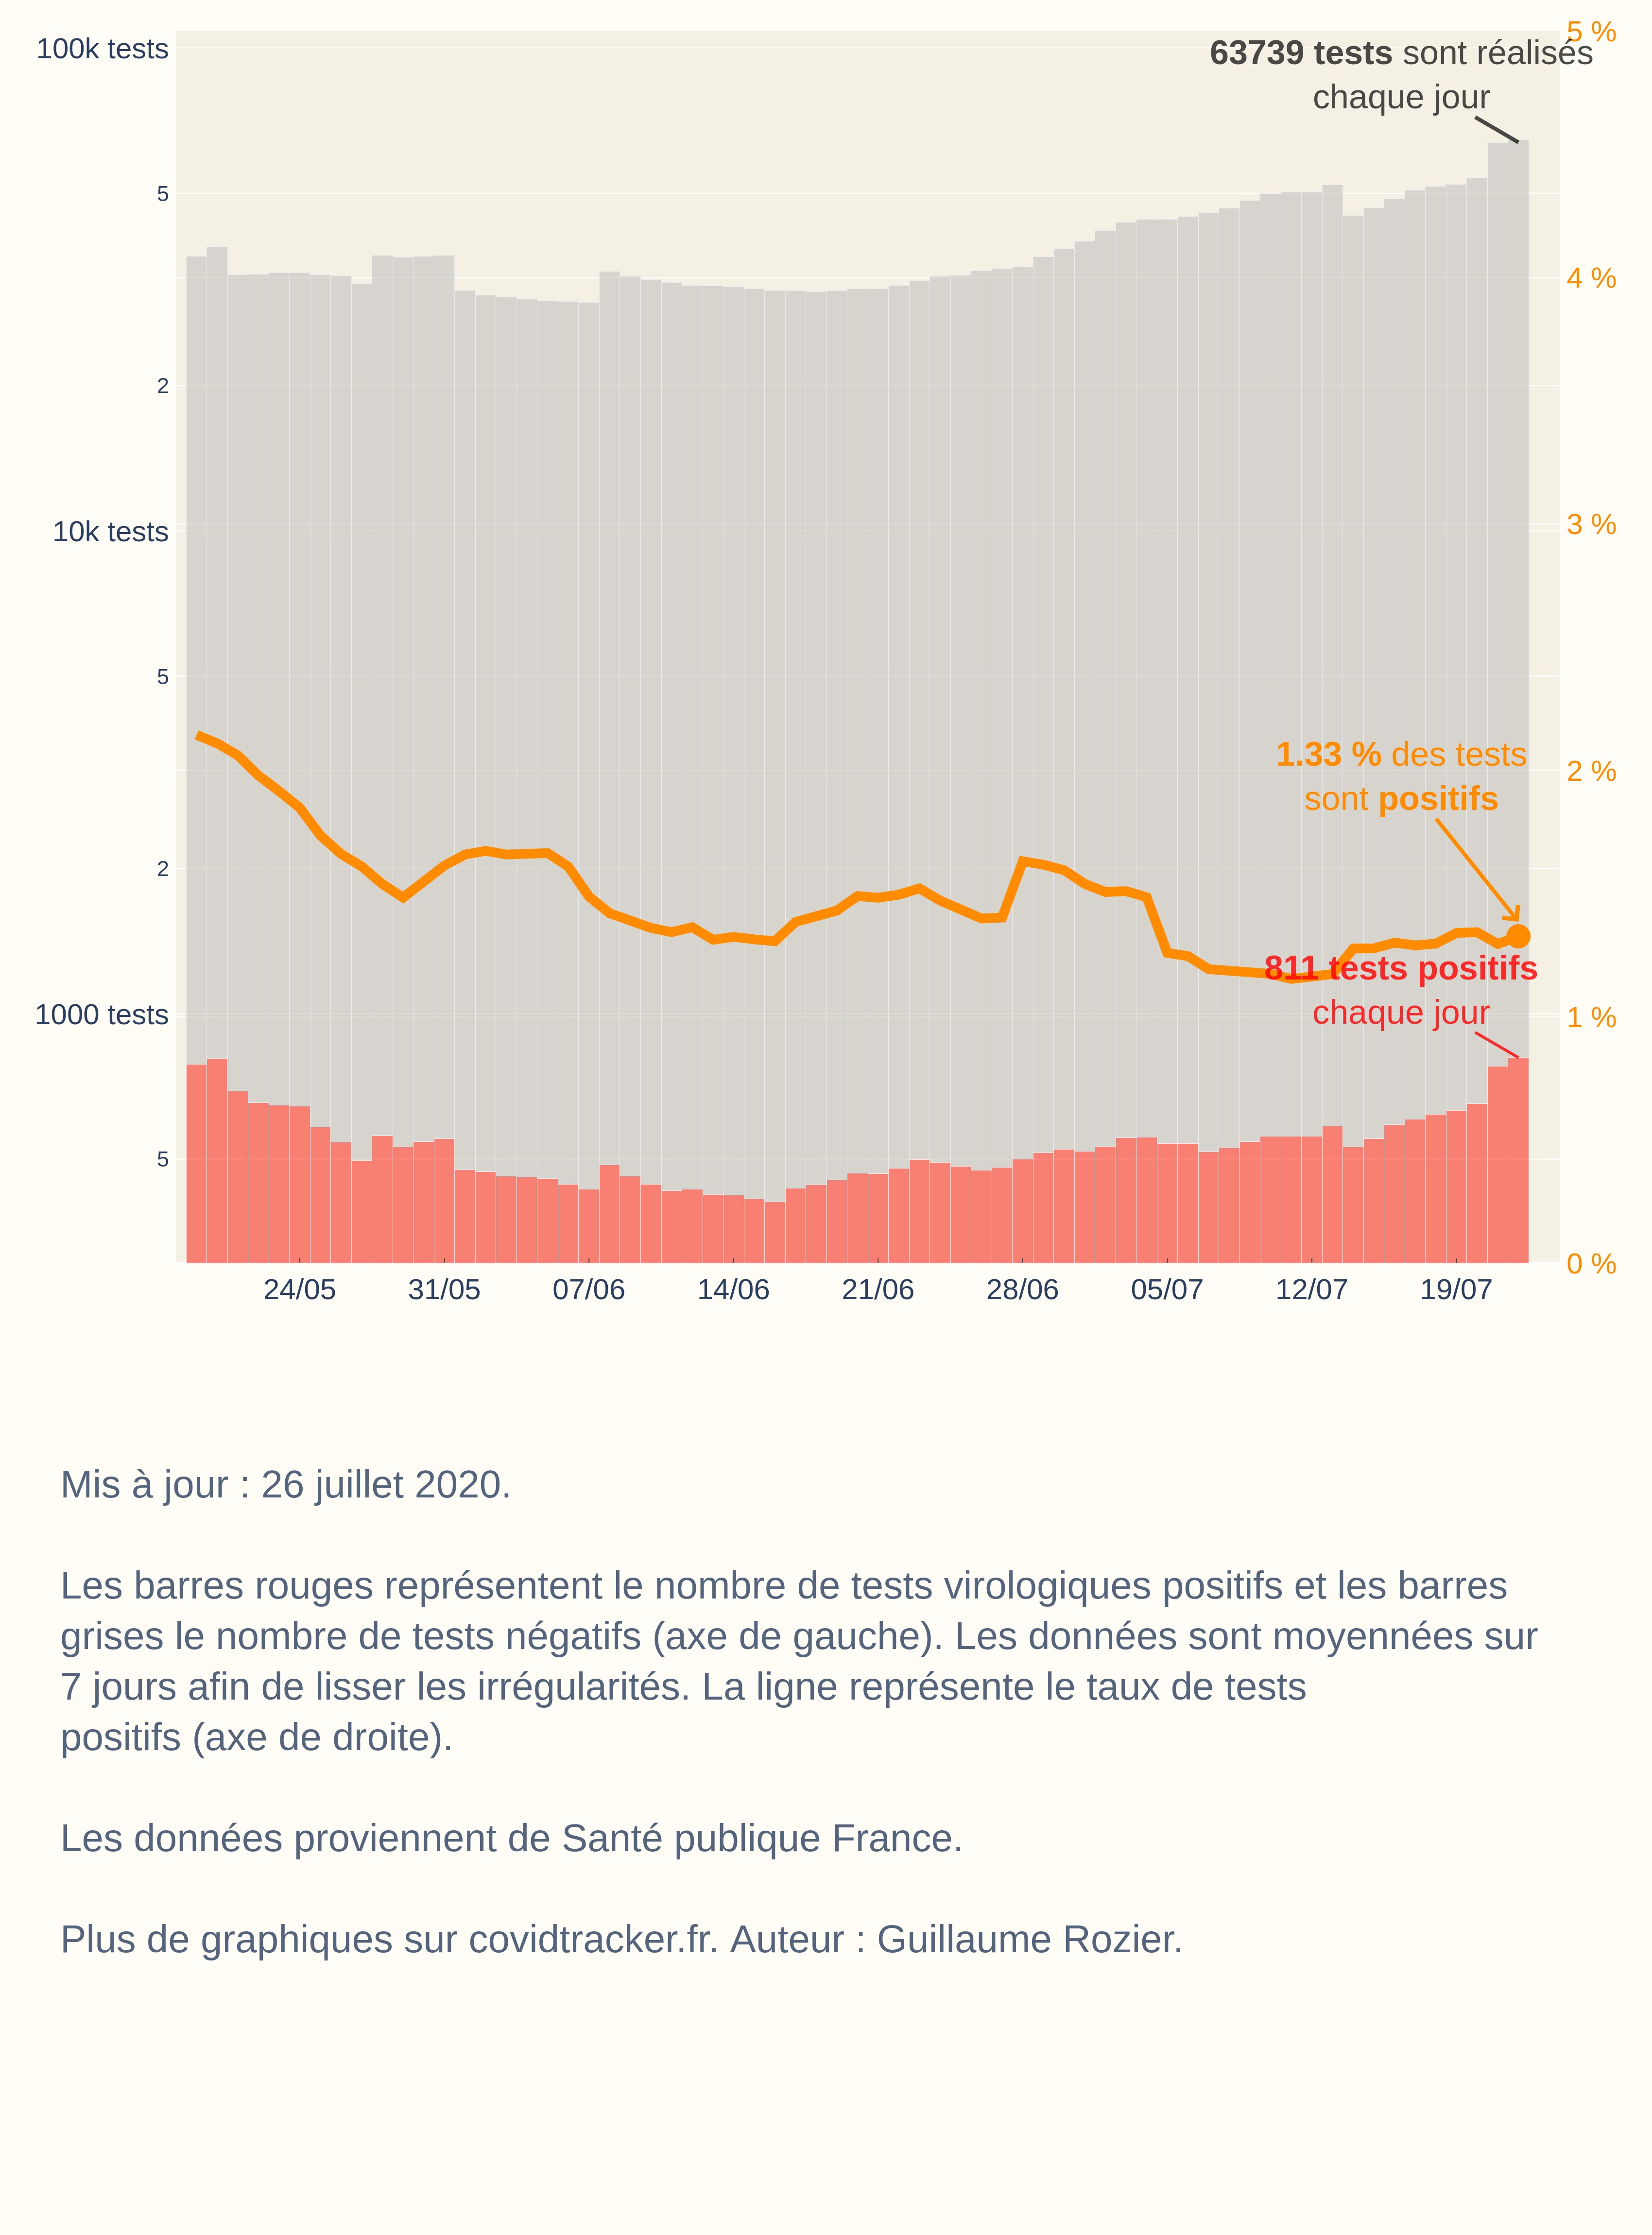 63739 tests sont réalisés
chaque jour
100k tests
5
2
10k tests
5
2
1000 tests
5
5 %
4 %
3 %
2 %
1 %
0 %
1.33 % des tests
sont positifs
811 tests positifs
chaque jour
24/05 31/05 07/06 14/06 21/06 28/06 05/07 12/07 19/07
Mis à jour : 26 juillet 2020.
Les barres rouges représentent le nombre de tests virologiques positifs et les barres
grises le nombre de tests négatifs (axe de gauche). Les données sont moyennées sur
7 jours afin de lisser les irrégularités. La ligne représente le taux de tests
positifs (axe de droite).
Les données proviennent de Santé publique France.
Plus de graphiques sur covidtracker.fr. Auteur : Guillaume Rozier.